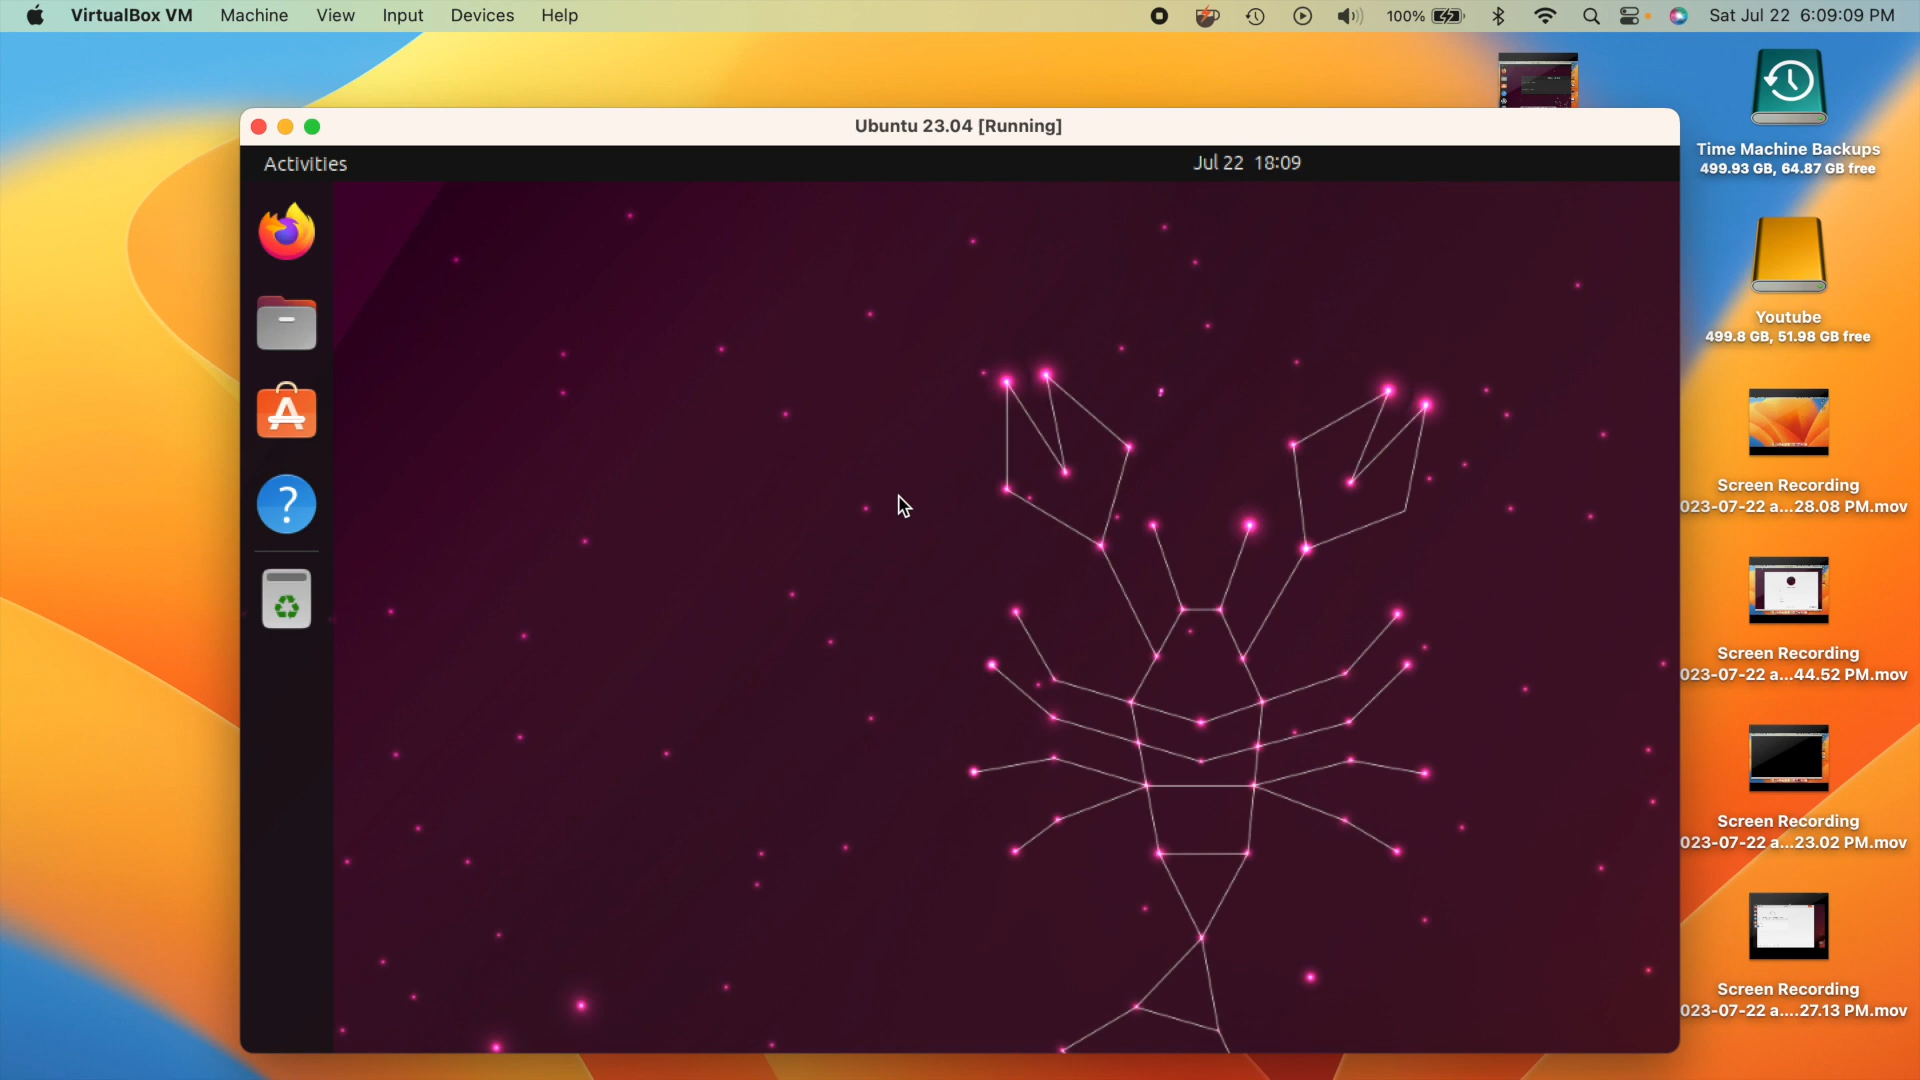 VirtualBox VM Machine View Input Devices Help 100% Sat Jul 22 6:09:09 PM
Ubuntu 23.04 [Running]
Activities Jul 22 18:09
Time Machine Backups
499.93 GB, 64.87 GB free
Youtube
499.8 GB, 51.98 GB free
Screen Recording
023-07-22 a...28.08 PM.mov
Screen Recording
023-07-22 a...44.52 PM.mov
Screen Recording
023-07-22 a...23.02 PM.mov
Screen Recording
023-07-22 a....27.13 PM.mov